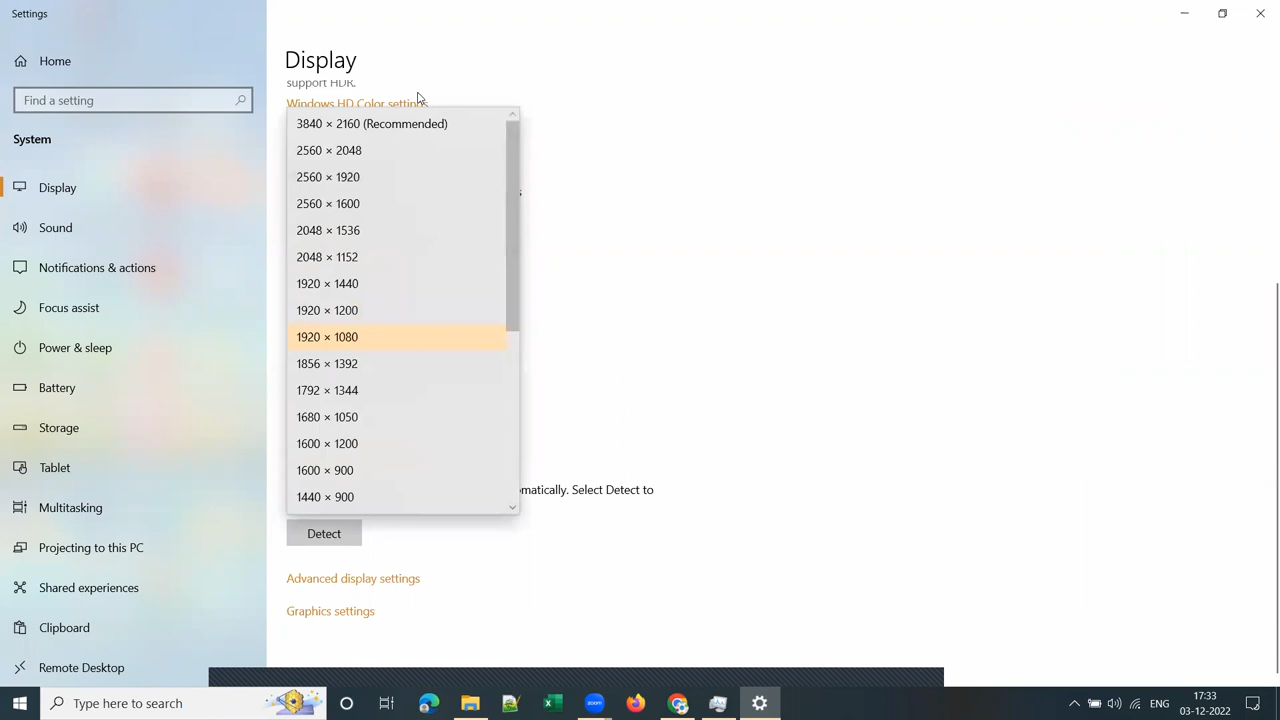 Settings
Home
Find a setting
System
Display
Sound
Notifications & actions
Focus assist
Power & sleep
Battery
Storage
Tablet
Multitasking
Projecting to this PC
Shared experiences
Clipboard
Remote Desktop
Display
support HDR.
Windows HD Color settings
3840 × 2160 (Recommended)
2560 × 2048
2560 × 1920
2560 × 1600
2048 × 1536
2048 × 1152
1920 × 1440
1920 × 1200
1920 × 1080
1856 × 1392
1792 × 1344
1680 × 1050
1600 × 1200
1600 × 900
1440 × 900
s
omatically. Select Detect to
Detect
Advanced display settings
Graphics settings
Type here to search
zoom
ENG
17:33
03-12-2022